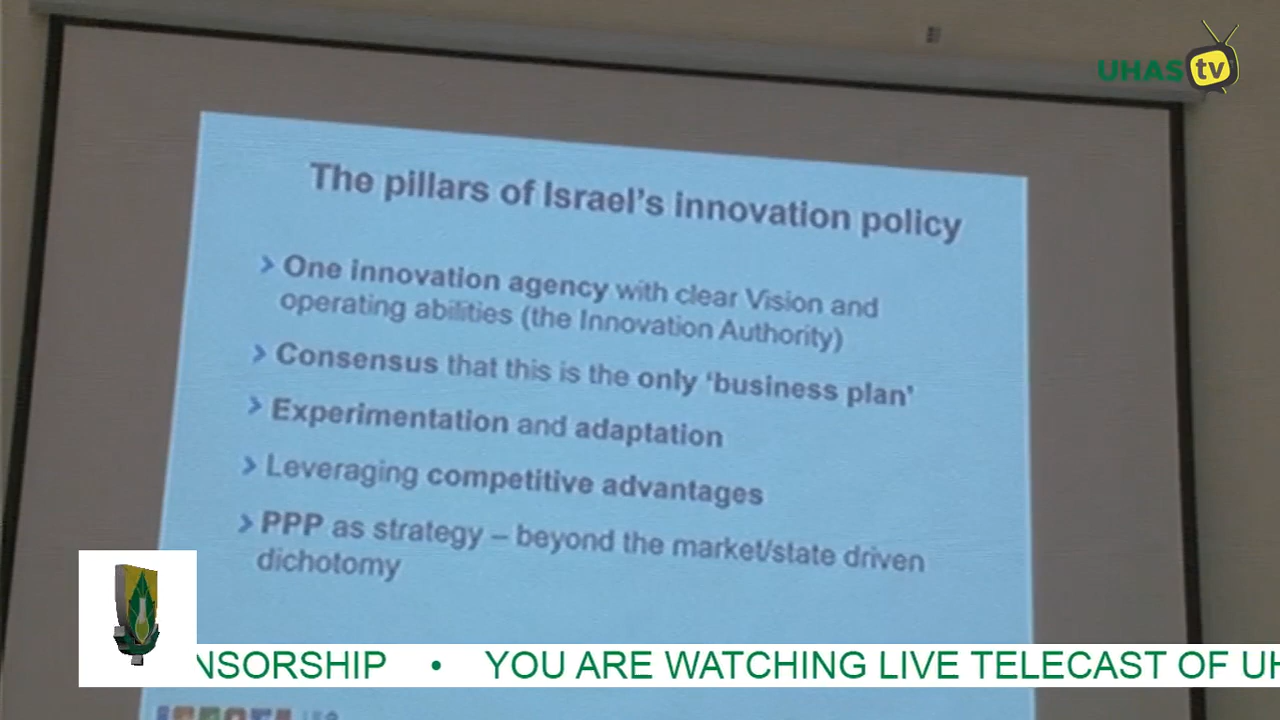 UHAS tv
The pillars of Israel's innovation policy
One innovation agency with clear Vision and
operating abilities (the Innovation Authority)
Consensus that this is the only 'business plan'
Experimentation and adaptation
Leveraging competitive advantages
PPP as strategy – beyond the market/state driven
dichotomy
NSORSHIP • YOU ARE WATCHING LIVE TELECAST OF UH